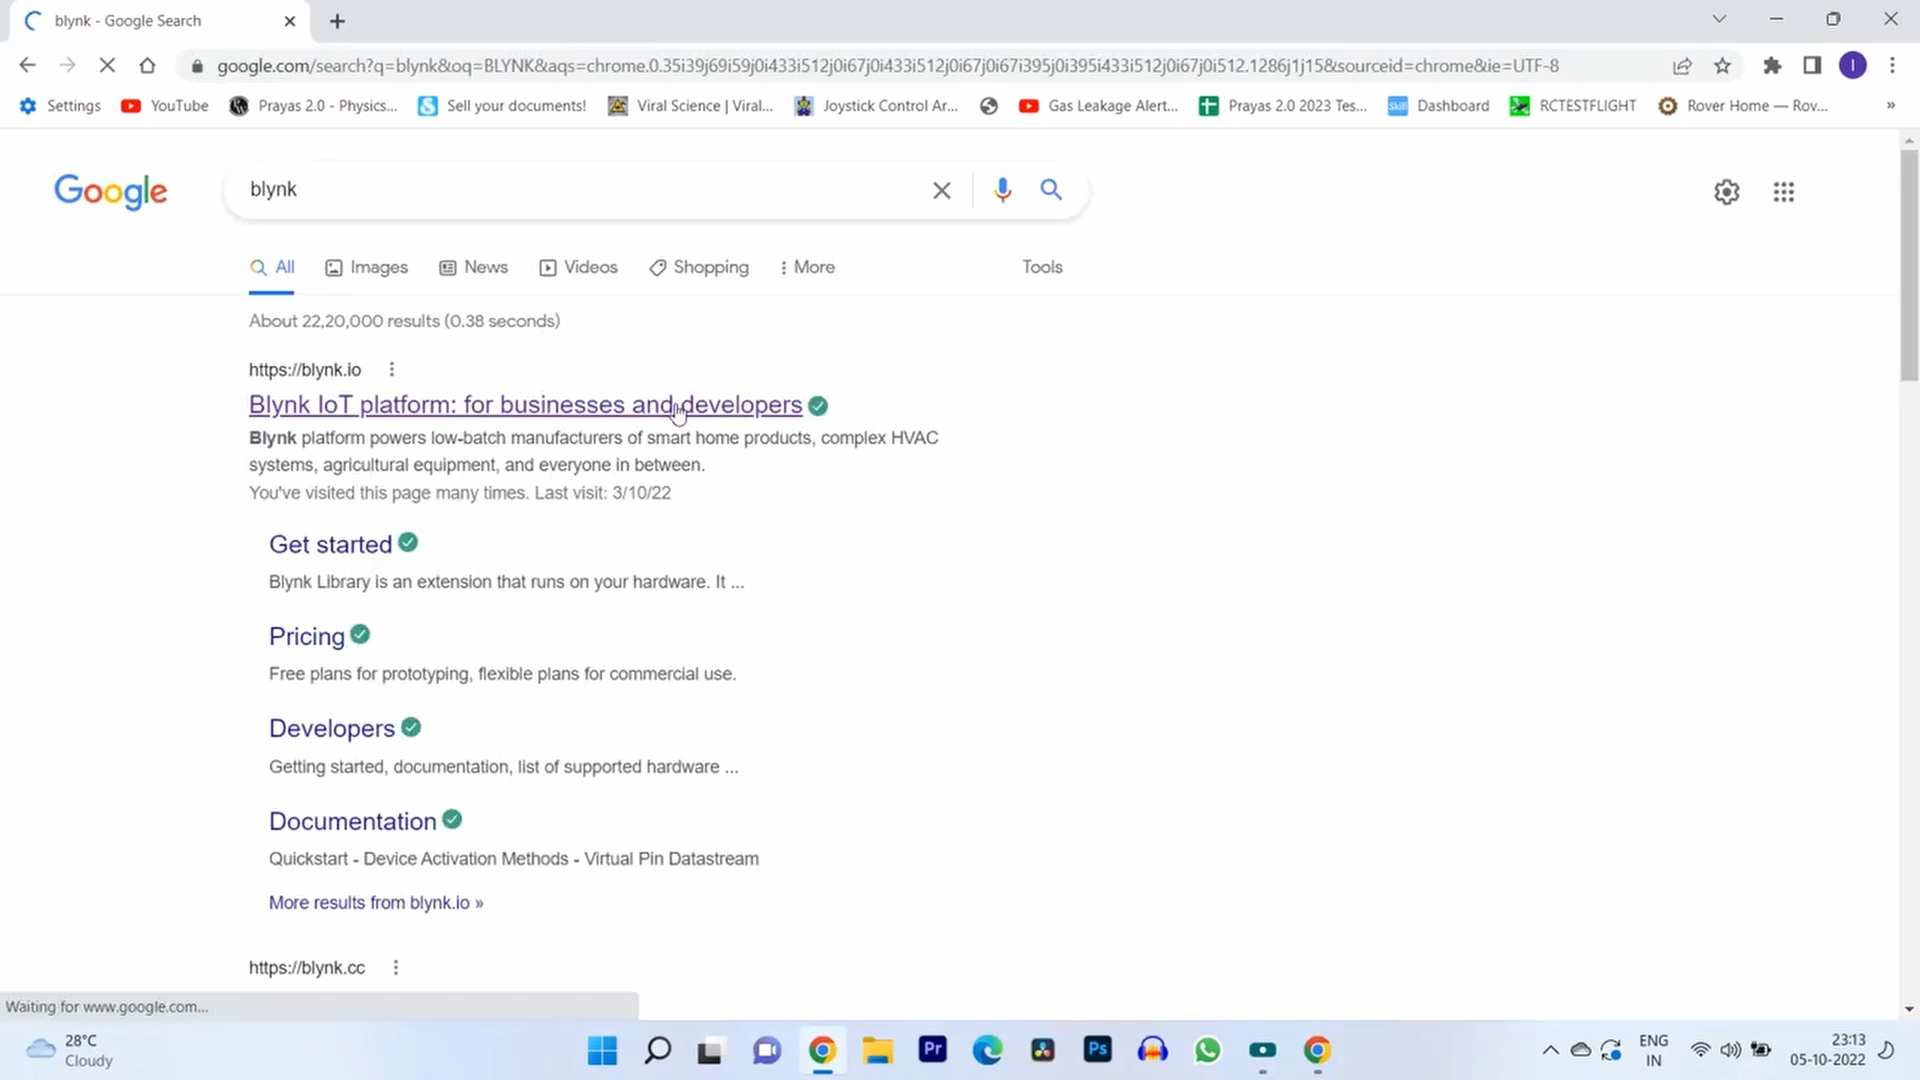 blynk - Google Search
google.com/search?q=blynk&oq=BLYNK&aqs=chrome.0.35i39j69i59j0i433i512j0i67j0i433i512j0i67j0i67i395j0i395i433i512j0i67j0i512.1286j1j15&sourceid=chrome&ie=UTF-8
I
Settings YouTube Prayas 2.0 - Physics... Sell your documents! Viral Science | Viral... Joystick Control Ar... Gas Leakage Alert... Prayas 2.0 2023 Tes... Skill Dashboard RCTESTFLIGHT Rover Home — Rov... »
Google
blynk
All Images News Videos Shopping More Tools
About 22,20,000 results (0.38 seconds)
https://blynk.io
Blynk IoT platform: for businesses and developers
Blynk platform powers low-batch manufacturers of smart home products, complex HVAC
systems, agricultural equipment, and everyone in between.
You've visited this page many times. Last visit: 3/10/22
Get started
Blynk Library is an extension that runs on your hardware. It ...
Pricing
Free plans for prototyping, flexible plans for commercial use.
Developers
Getting started, documentation, list of supported hardware ...
Documentation
Quickstart - Device Activation Methods - Virtual Pin Datastream
More results from blynk.io »
https://blynk.cc
Waiting for www.google.com...
28°C
Cloudy
Pr
Ps
ENG
IN
23:13
05-10-2022